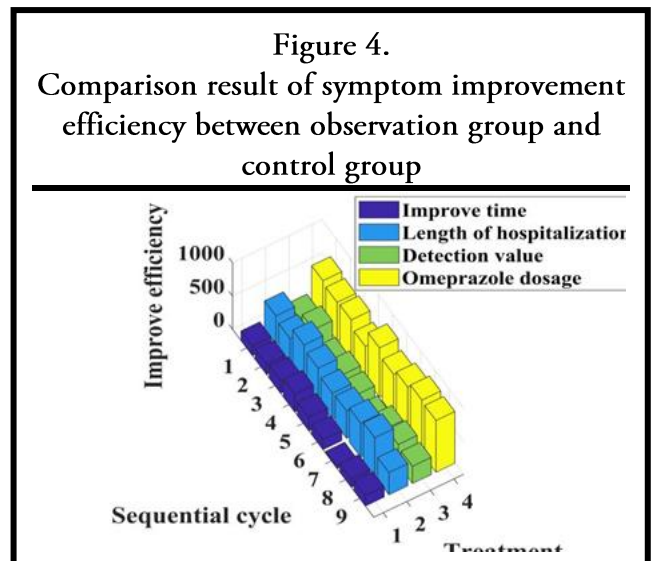 Figure 4.
Comparison result of symptom improvement
efficiency between observation group and
control group
Improve time
Length of hospitalization
Detection value
Omeprazole dosage
Improve efficiency
1000
500
0
1
2
3
4
5
6
7
8
9
Sequential cycle
1
2
3
4
Treatment